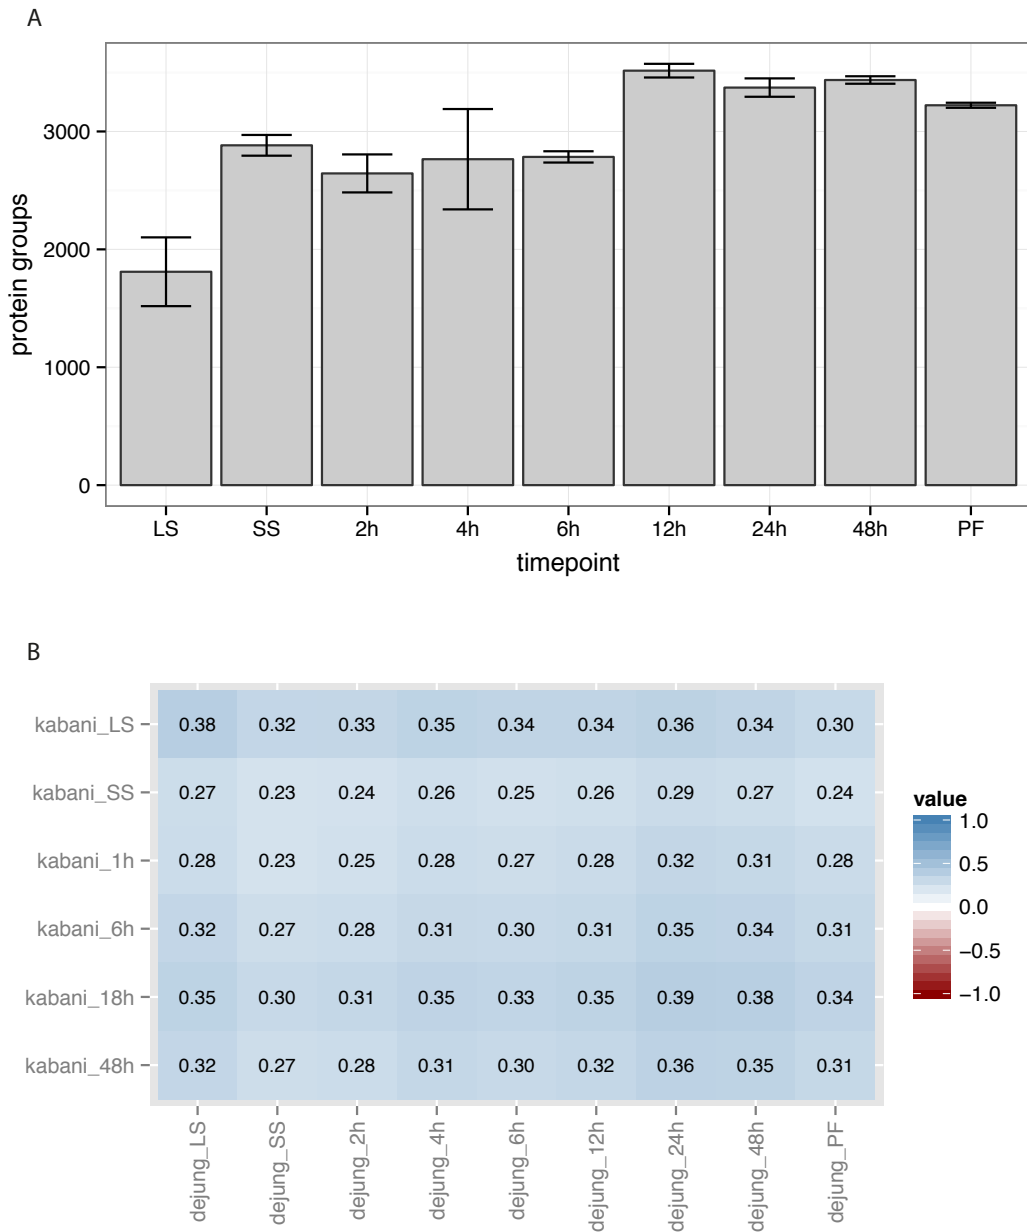 A
protein groups
3000
2000
1000
0
LS SS 2h 4h 6h 12h 24h 48h PF
timepoint
B
kabani_LS 0.38 0.32 0.33 0.35 0.34 0.34 0.36 0.34 0.30
kabani_SS 0.27 0.23 0.24 0.26 0.25 0.26 0.29 0.27 0.24
kabani_1h 0.28 0.23 0.25 0.28 0.27 0.28 0.32 0.31 0.28
kabani_6h 0.32 0.27 0.28 0.31 0.30 0.31 0.35 0.34 0.31
kabani_18h 0.35 0.30 0.31 0.35 0.33 0.35 0.39 0.38 0.34
kabani_48h 0.32 0.27 0.28 0.31 0.30 0.32 0.36 0.35 0.31
dejung_LS dejung_SS dejung_2h dejung_4h dejung_6h dejung_12h dejung_24h dejung_48h dejung_PF
value
1.0
0.5
0.0
−0.5
−1.0